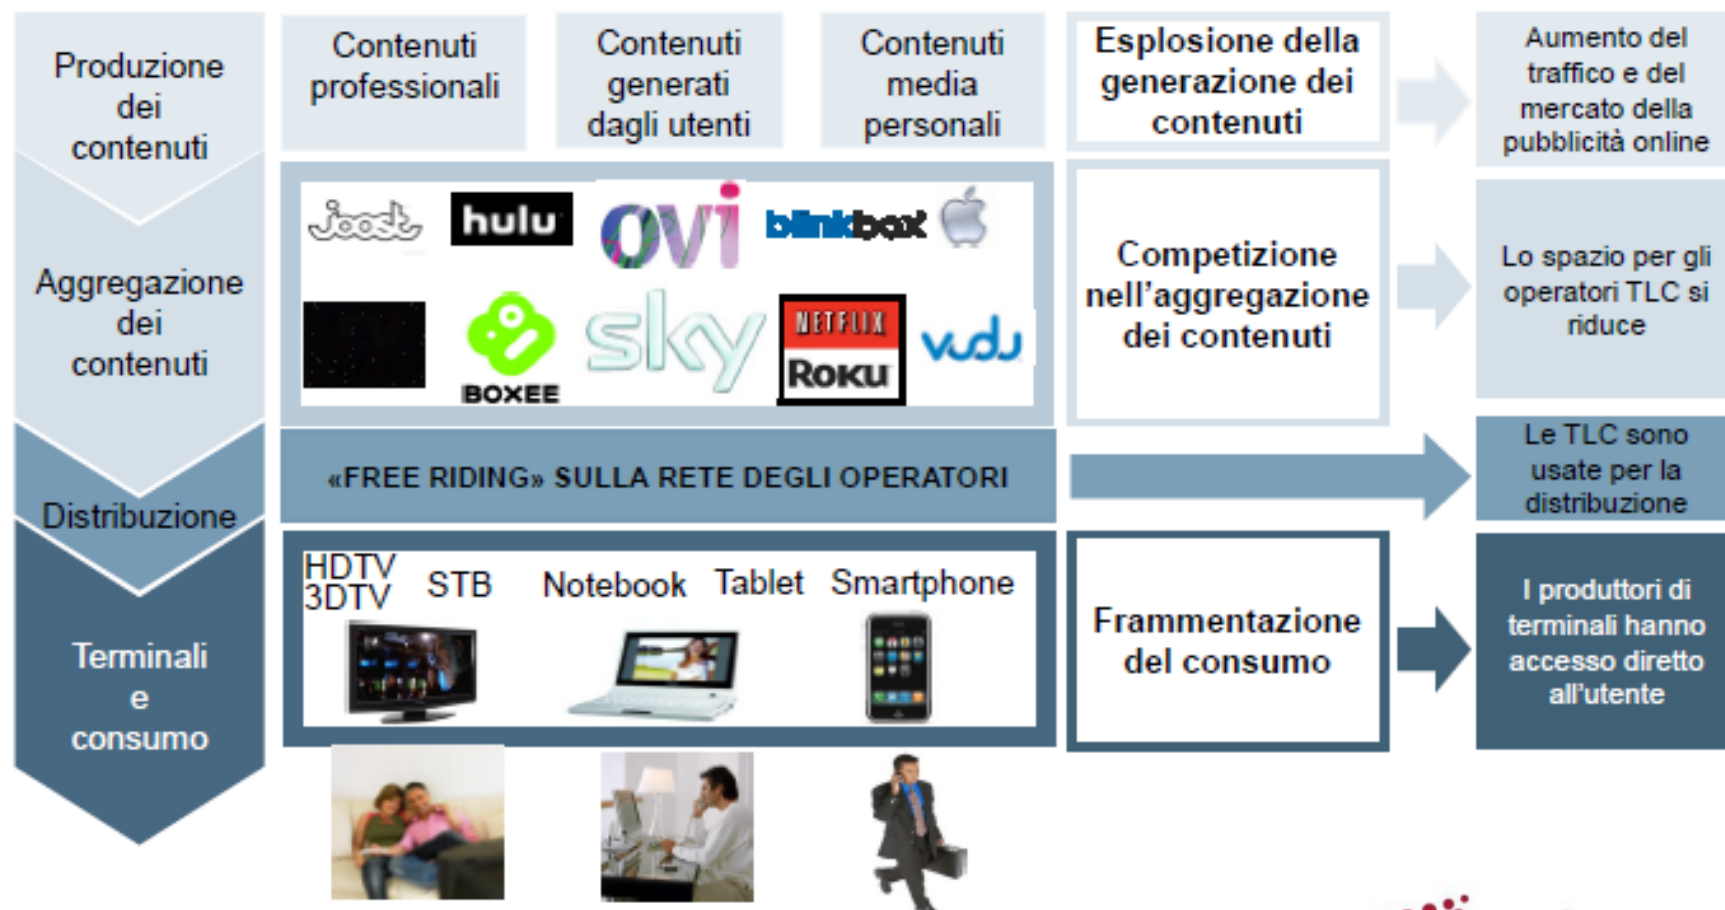 Produzione
dei
contenuti
Contenuti
professionali
Contenuti
generati
dagli utenti
Contenuti
media
personali
Esplosione della
generazione dei
contenuti
Aumento del
traffico e del
mercato della
pubblicità online
Aggregazione
dei
contenuti
joost
hulu
ovi
blinkbox
BOXEE
sky
NETFLIX
ROKU
vudu
Competizione
nell'aggregazione
dei contenuti
Lo spazio per gli
operatori TLC si
riduce
Distribuzione
«FREE RIDING» SULLA RETE DEGLI OPERATORI
Le TLC sono
usate per la
distribuzione
Terminali
e
consumo
HDTV
3DTV
STB
Notebook
Tablet
Smartphone
Frammentazione
del consumo
I produttori di
terminali hanno
accesso diretto
all'utente